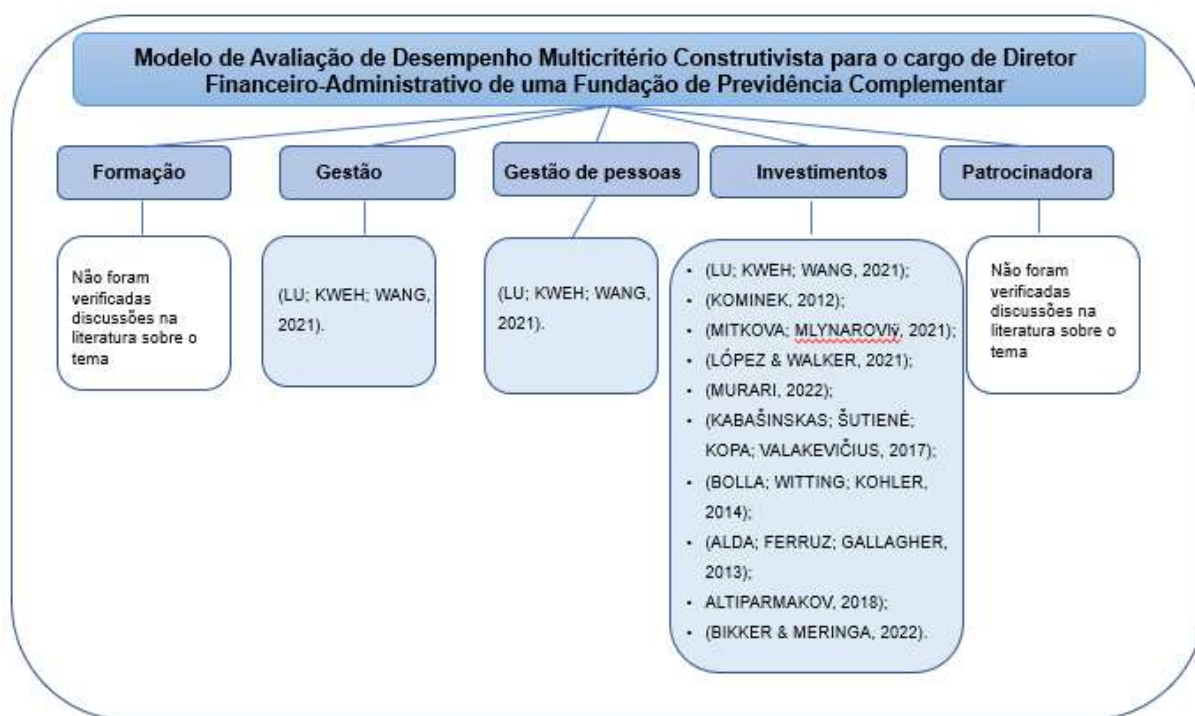 Modelo de Avaliação de Desempenho Multicritério Construtivista para o cargo de Diretor
Financeiro-Administrativo de uma Fundação de Previdência Complementar
Formação
Gestão
Gestão de pessoas
Investimentos
Patrocinadora
Não foram
verificadas
discussões na
literatura sobre o
tema
(LU; KWEH; WANG,
2021).
(LU; KWEH; WANG,
2021).
• (LU; KWEH; WANG, 2021);
• (KOMINEK, 2012);
• (MITKOVA; MLYNAROVIÿ, 2021);
• (LÓPEZ & WALKER, 2021);
• (MURARI, 2022);
• (KABAŠINSKAS; ŠUTIENĖ;
KOPA; VALAKEVIČIUS, 2017);
• (BOLLA; WITTING; KOHLER,
2014);
• (ALDA; FERRUZ; GALLAGHER,
2013);
• ALTIPARMAKOV, 2018);
• (BIKKER & MERINGA, 2022).
Não foram
verificadas
discussões na
literatura sobre o
tema